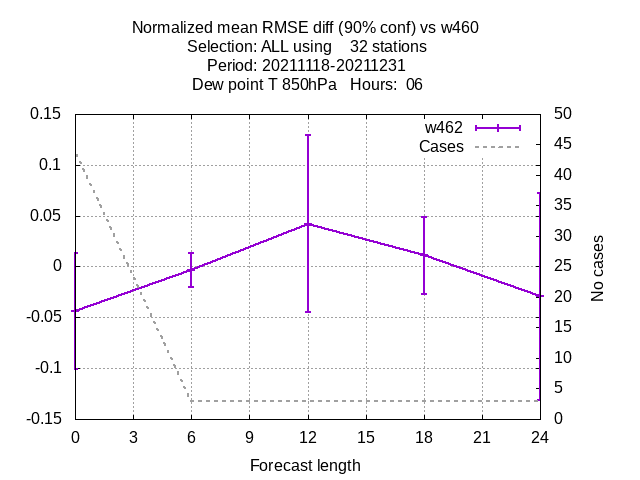 Normalized mean RMSE diff (90% conf) vs w460
Selection: ALL using    32 stations
Period: 20211118-20211231
Dew point T 850hPa   Hours:  06
w462
Cases
0.15
0.1
0.05
0
-0.05
-0.1
-0.15
50
45
40
35
30
25
20
15
10
5
0
No cases
0 3 6 9 12 15 18 21 24
Forecast length